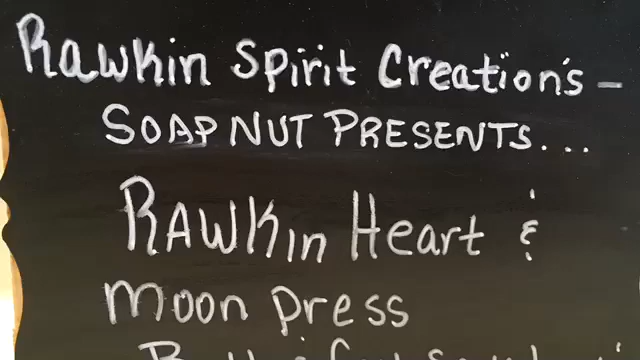 Rawkin Spirit Creation's –
SOAP NUT PRESENTS...
RAWKin Heart &
Moon Press